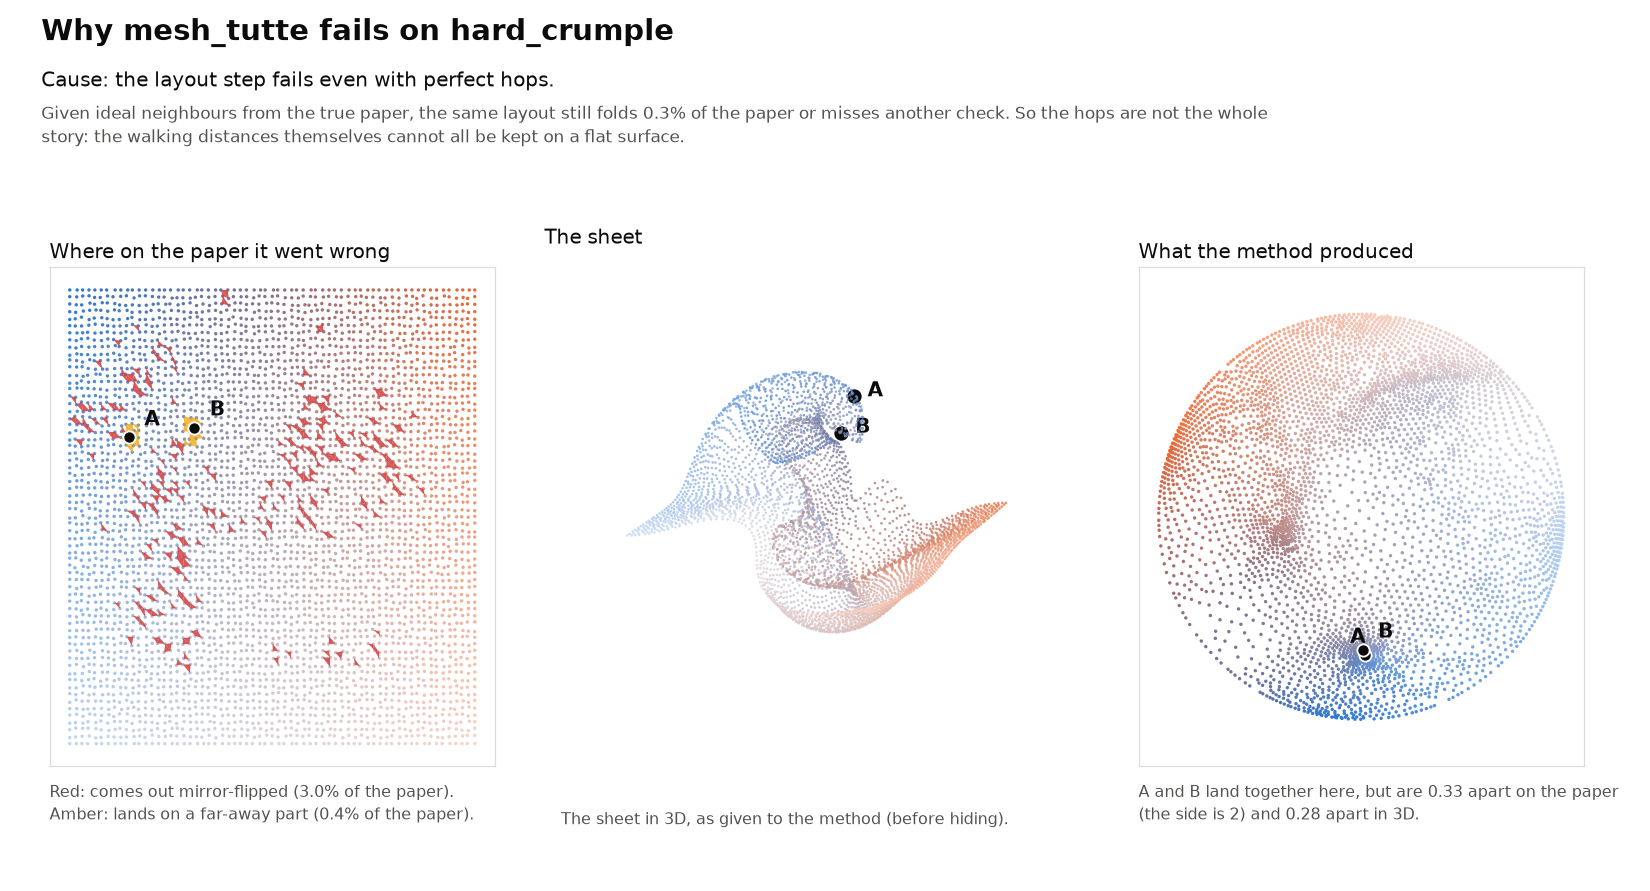 Why mesh_tutte fails on hard_crumple
Cause: the layout step fails even with perfect hops.
Given ideal neighbours from the true paper, the same layout still folds 0.3% of the paper or misses another check. So the hops are not the whole
story: the walking distances themselves cannot all be kept on a flat surface.
Where on the paper it went wrong
The sheet
What the method produced
A
B
A
B
A
B
Red: comes out mirror-flipped (3.0% of the paper).
Amber: lands on a far-away part (0.4% of the paper).
The sheet in 3D, as given to the method (before hiding).
A and B land together here, but are 0.33 apart on the paper
(the side is 2) and 0.28 apart in 3D.